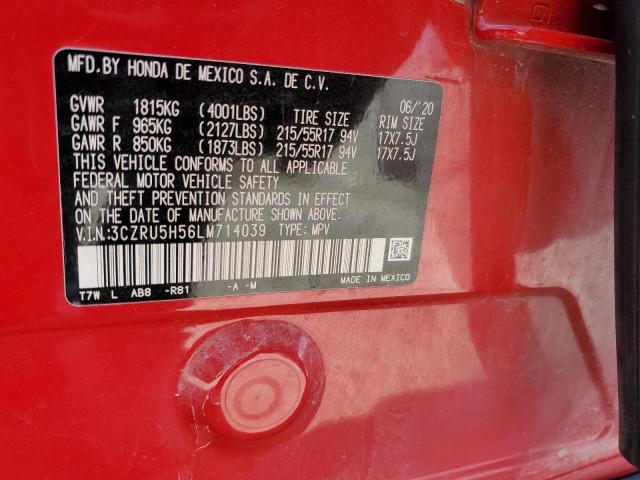 MFD.BY HONDA DE MEXICO S.A. DE C.V.
06/'20
GVWR 1815KG (4001LBS) TIRE SIZE RIM SIZE
GAWR F 965KG (2127LBS) 215/55R17 94V 17X7.5J
GAWR R 850KG (1873LBS) 215/55R17 94V 17X7.5J
THIS VEHICLE CONFORMS TO ALL APPLICABLE
FEDERAL MOTOR VEHICLE SAFETY
AND THEFT PREVENTION STANDARDS IN EFFECT
ON THE DATE OF MANUFACTURE SHOWN ABOVE.
V.I.N:3CZRU5H56LM714039 TYPE: MPV
MADE IN MEXICO
T7W L AB8 -R81 -A -M